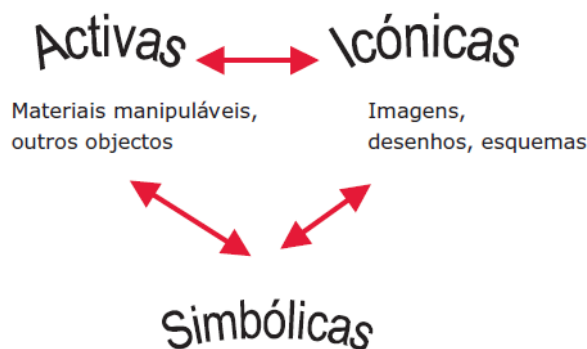 Activas
Icónicas
Materiais manipuláveis,
outros objectos
Imagens,
desenhos, esquemas
Simbólicas